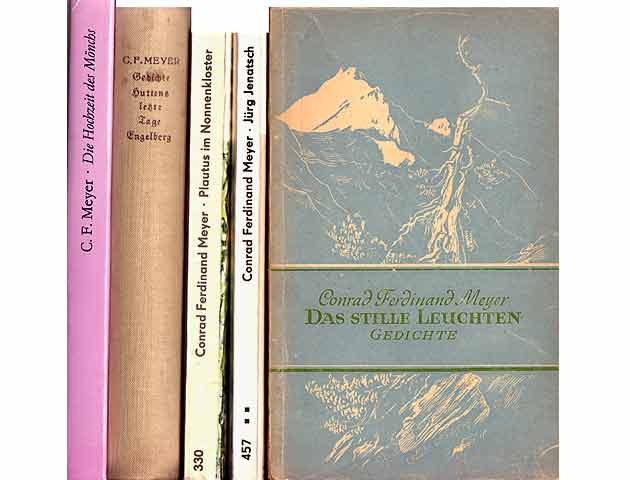 C. F. Meyer · Die Hochzeit des Mönchs
C. F. MEYER
Gedichte
Huttens
letzte
Tage
Engelberg
Conrad Ferdinand Meyer · Plautus im Nonnenkloster
330
Conrad Ferdinand Meyer · Jürg Jenatsch
457
Conrad Ferdinand Meyer
DAS STILLE LEUCHTEN
GEDICHTE